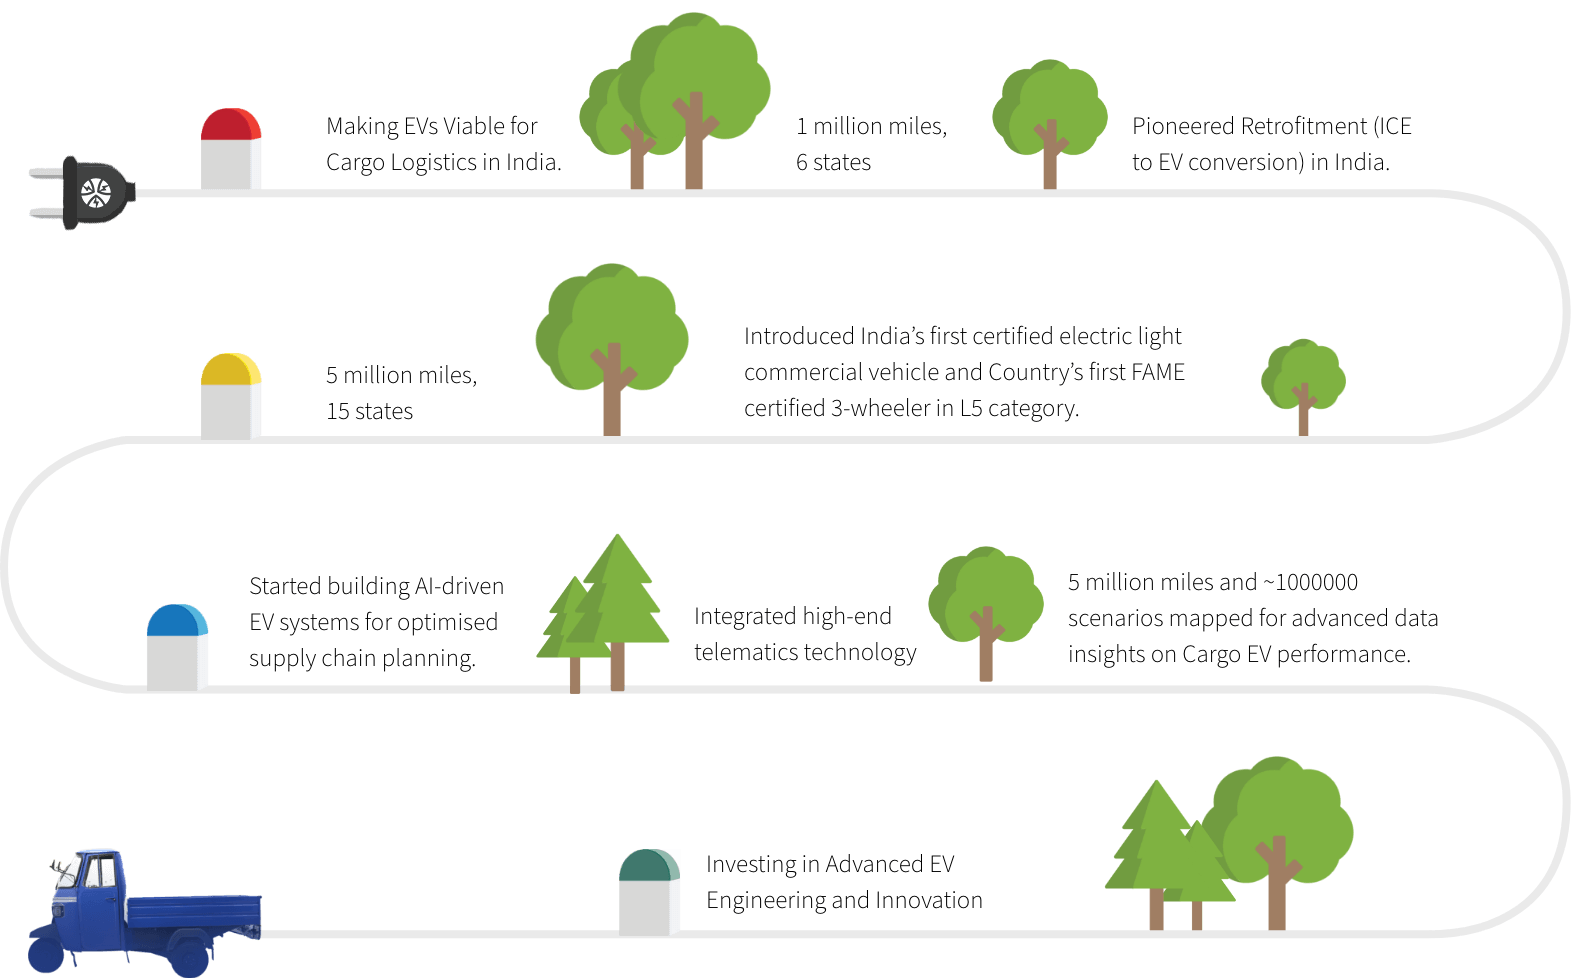 Making EVs Viable for
Cargo Logistics in India.
1 million miles,
6 states
Pioneered Retrofitment (ICE
to EV conversion) in India.
5 million miles,
15 states
Introduced India’s first certified electric light
commercial vehicle and Country’s first FAME
certified 3-wheeler in L5 category.
Started building AI-driven
EV systems for optimised
supply chain planning.
Integrated high-end
telematics technology
5 million miles and ~1000000
scenarios mapped for advanced data
insights on Cargo EV performance.
Investing in Advanced EV
Engineering and Innovation